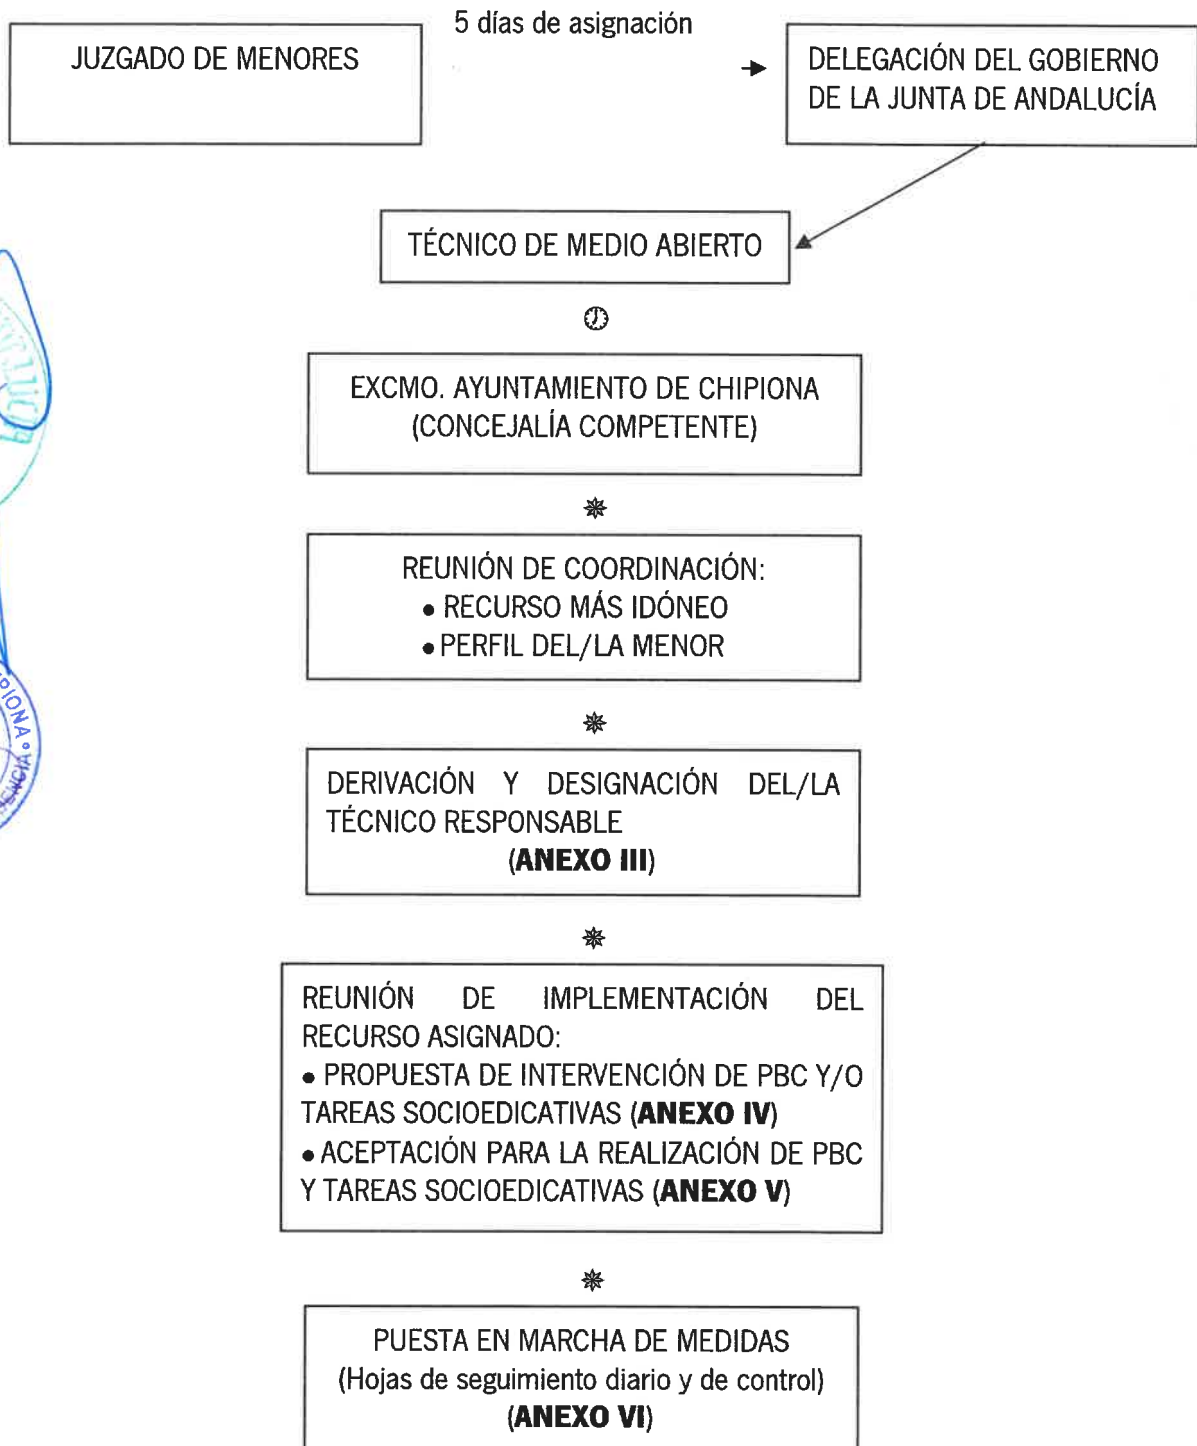 5 días de asignación
JUZGADO DE MENORES
DELEGACIÓN DEL GOBIERNO
DE LA JUNTA DE ANDALUCÍA
TÉCNICO DE MEDIO ABIERTO
EXCMO. AYUNTAMIENTO DE CHIPIONA
(CONCEJALÍA COMPETENTE)
REUNIÓN DE COORDINACIÓN:
• RECURSO MÁS IDÓNEO
• PERFIL DEL/LA MENOR
DERIVACIÓN Y DESIGNACIÓN DEL/LA
TÉCNICO RESPONSABLE
(ANEXO III)
REUNIÓN DE IMPLEMENTACIÓN DEL
RECURSO ASIGNADO:
• PROPUESTA DE INTERVENCIÓN DE PBC Y/O
TAREAS SOCIOEDICATIVAS (ANEXO IV)
• ACEPTACIÓN PARA LA REALIZACIÓN DE PBC
Y TAREAS SOCIOEDICATIVAS (ANEXO V)
PUESTA EN MARCHA DE MEDIDAS
(Hojas de seguimiento diario y de control)
(ANEXO VI)